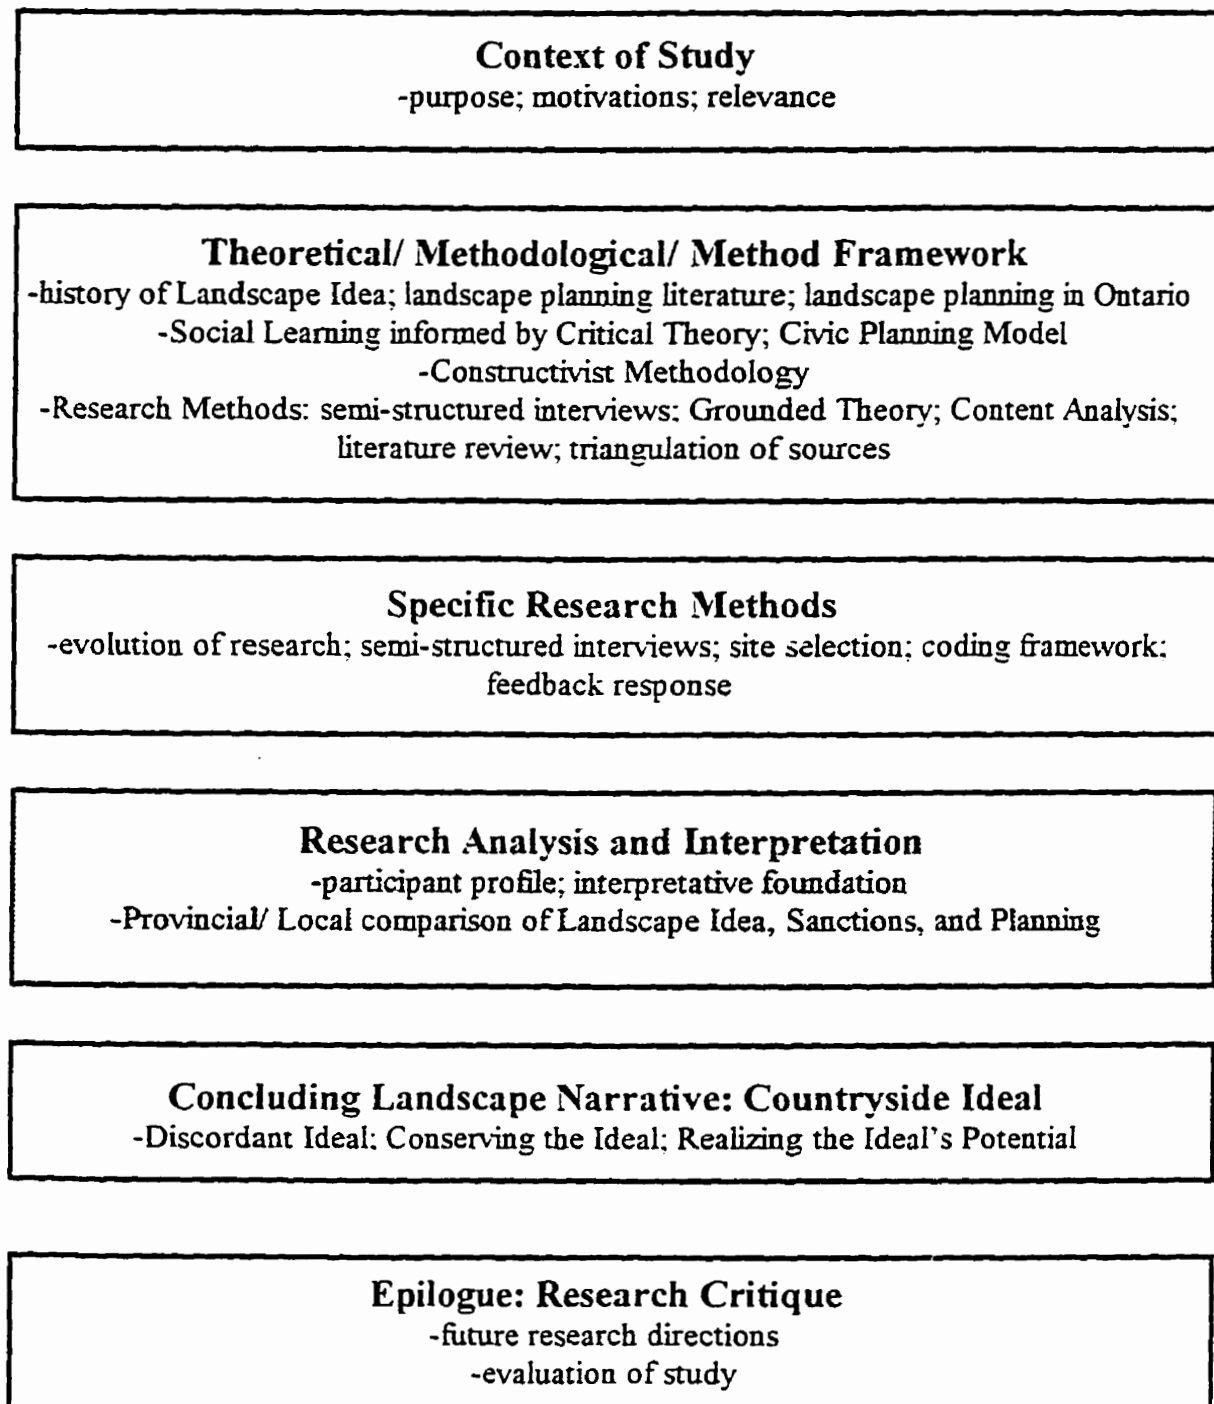 Context of Study
-purpose; motivations; relevance
Theoretical/ Methodological/ Method Framework
-history of Landscape Idea; landscape planning literature; landscape planning in Ontario
-Social Learning informed by Critical Theory; Civic Planning Model
-Constructivist Methodology
-Research Methods: semi-structured interviews; Grounded Theory; Content Analysis;
literature review; triangulation of sources
Specific Research Methods
-evolution of research; semi-structured interviews; site selection; coding framework;
feedback response
Research Analysis and Interpretation
-participant profile; interpretative foundation
-Provincial/ Local comparison of Landscape Idea, Sanctions, and Planning
Concluding Landscape Narrative: Countryside Ideal
-Discordant Ideal; Conserving the Ideal; Realizing the Ideal's Potential
Epilogue: Research Critique
-future research directions
-evaluation of study